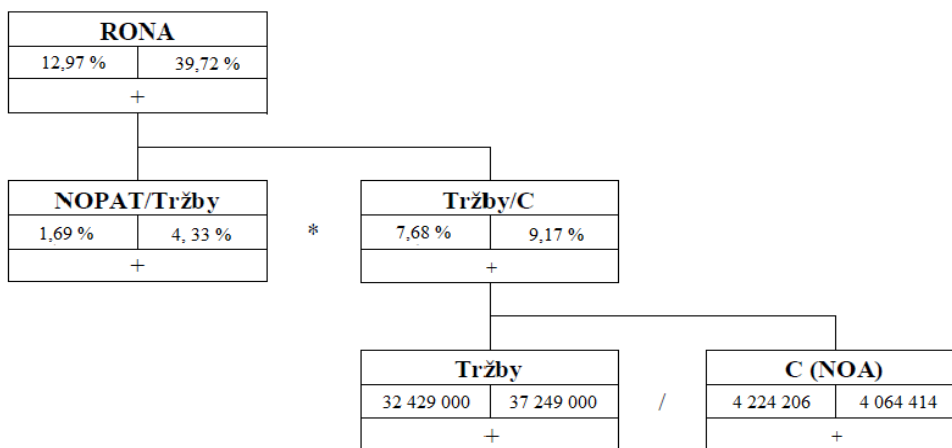 RONA
12,97 % 39,72 %
+
NOPAT/Tržby * Tržby/C
1,69 % 4, 33 % 7,68 % 9,17 %
+ +
Tržby / C (NOA)
32 429 000 37 249 000 4 224 206 4 064 414
+ +